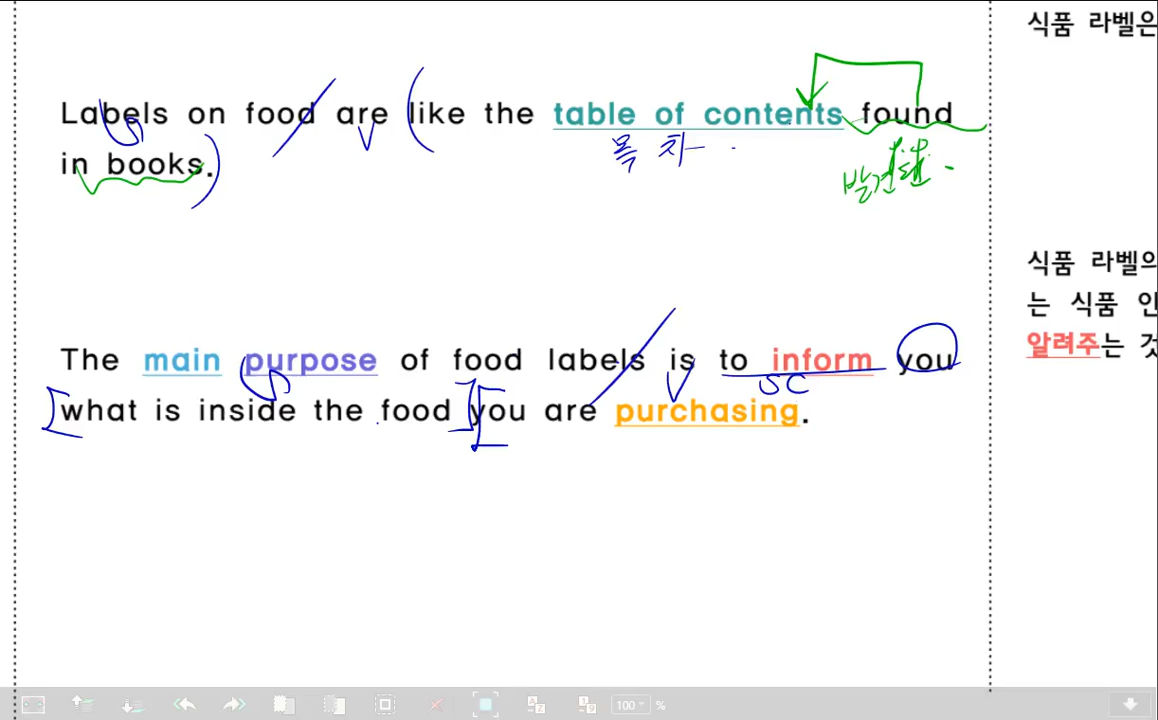 식품 라벨은
Labels on food are like the table of contents found
S V 목차
in books.
발견된
식품 라벨의
는 식품 안
The main purpose of food labels is to inform you
알려주는 것
S V SC
what is inside the food you are purchasing.
100 %